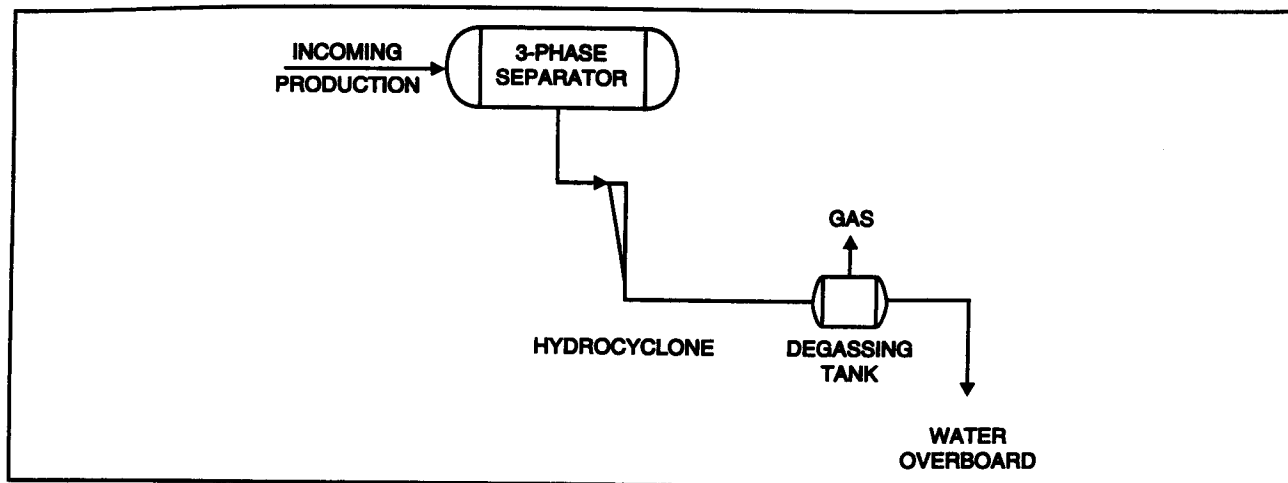 INCOMING
PRODUCTION
3-PHASE
SEPARATOR
GAS
HYDROCYCLONE
DEGASSING
TANK
WATER
OVERBOARD